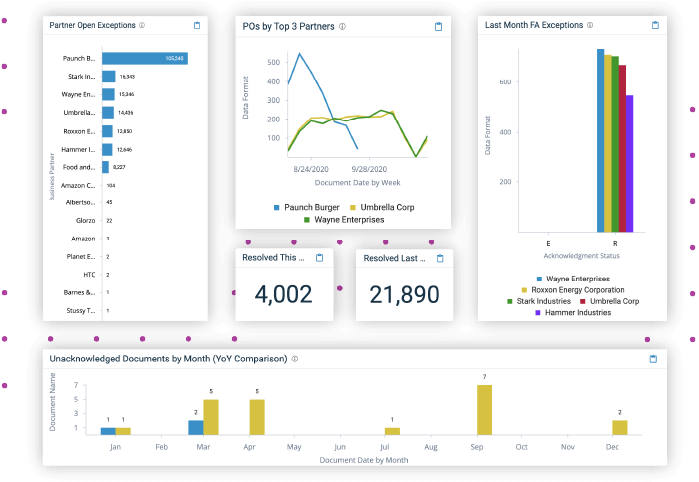 Partner Open Exceptions
Paunch B... 105,240
Stark In... 16,343
Wayne En... 15,346
Umbrella... 14,436
Roxxon E... 12,850
Hammer I... 12,646
Food and... 8,227
Amazon C... 104
Albertso... 45
Glorzo 22
Amazon 1
Planet E... 2
HTC 2
Barnes &... 1
Stussy T... 1
Business Partner
POs by Top 3 Partners
500
400
300
200
100
Data Format
8/24/2020 9/28/2020
Document Date by Week
Paunch Burger Umbrella Corp
Wayne Enterprises
Resolved This ...
4,002
Resolved Last ...
21,890
Last Month FA Exceptions
600
400
200
Data Format
E R
Acknowledgment Status
Wayne Enterprises
Roxxon Energy Corporation
Stark Industries Umbrella Corp
Hammer Industries
Unacknowledged Documents by Month (YoY Comparison)
Document Name
7
5
3
1
1 1 2 5 5 1 7 2
Jan Feb Mar Apr May Jun Jul Aug Sep Oct Nov Dec
Document Date by Month